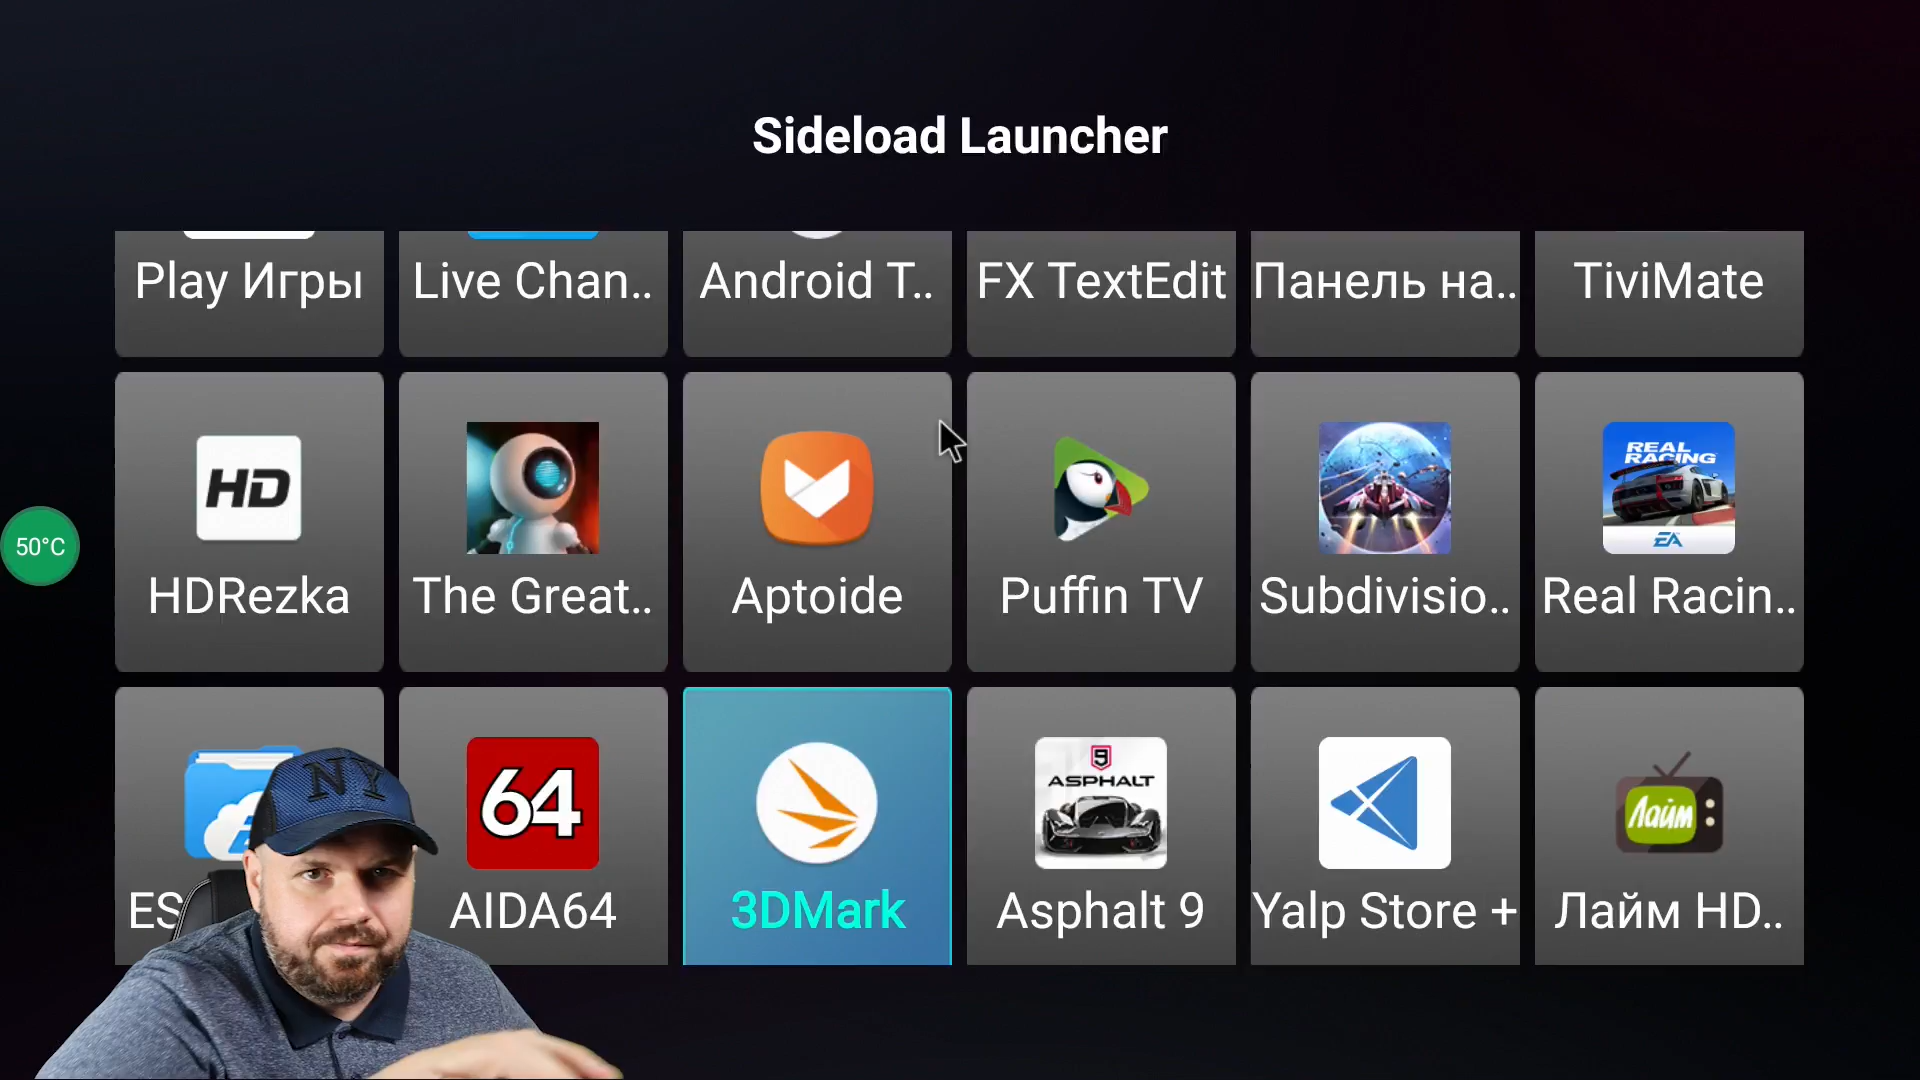 Sideload Launcher
Play Игры
Live Chan..
Android T..
FX TextEdit
Панель на..
TiviMate
HD
REAL
RACING
EA
50°C
HDRezka
The Great..
Aptoide
Puffin TV
Subdivisio..
Real Racin..
NY
64
9
ASPHALT
Лайм
ES
AIDA64
3DMark
Asphalt 9
Yalp Store +
Лайм HD..